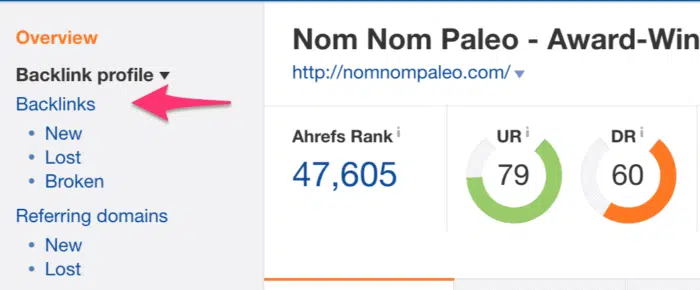 Overview
Backlink profile ▼
Backlinks
• New
• Lost
• Broken
Referring domains
• New
• Lost
Nom Nom Paleo - Award-Win
http://nomnompaleo.com/ ▼
Ahrefs Rank i
47,605
UR i
79
DR i
60